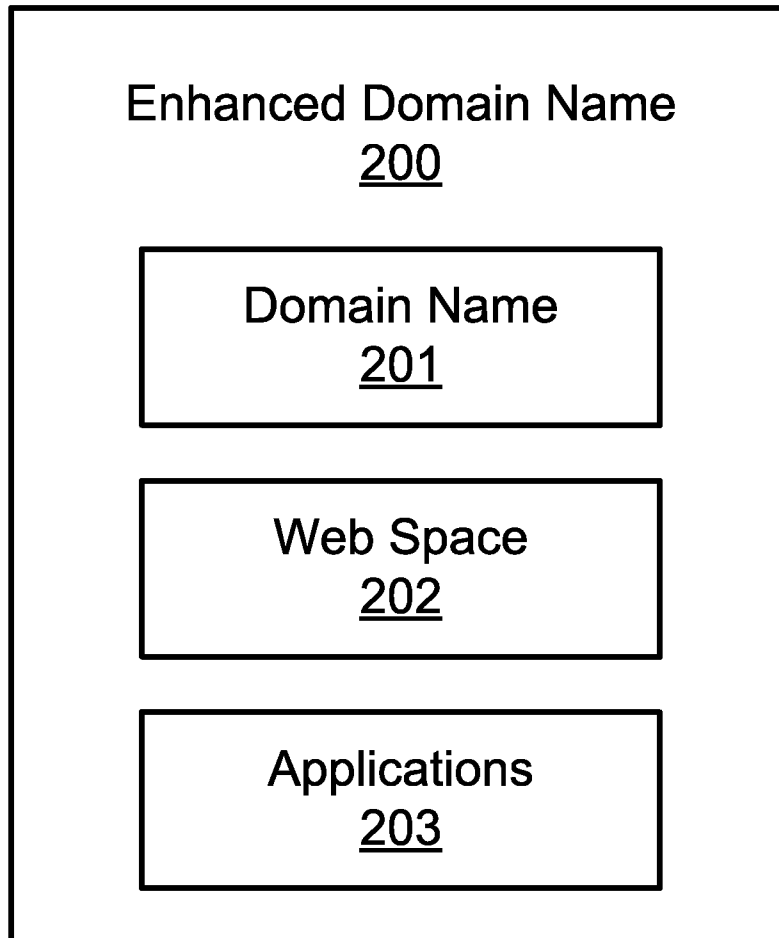 Enhanced Domain Name
200
Domain Name
201
Web Space
202
Applications
203